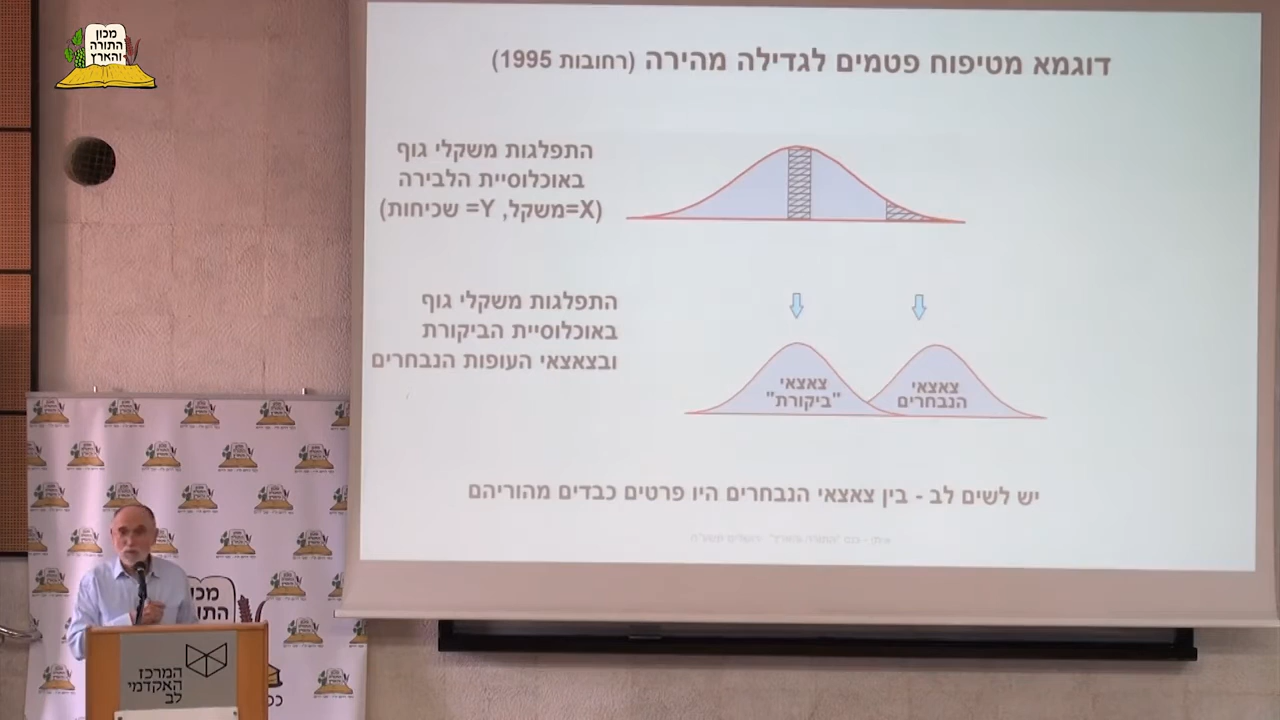 מכון
התורה
והארץ
דוגמא מטיפוח פטמים לגדילה מהירה (רחובות 1995)
התפלגות משקלי גוף
באוכלוסיית הלבירה
(X=משקל, Y= שכיחות)
התפלגות משקלי גוף
באוכלוסיית הביקורת
ובצאצאי העופות הנבחרים
צאצאי
"ביקורת"
צאצאי
הנבחרים
יש לשים לב - בין צאצאי הנבחרים היו פרטים כבדים מהוריהם
מכון
התו
המרכז
האקדמי
לב